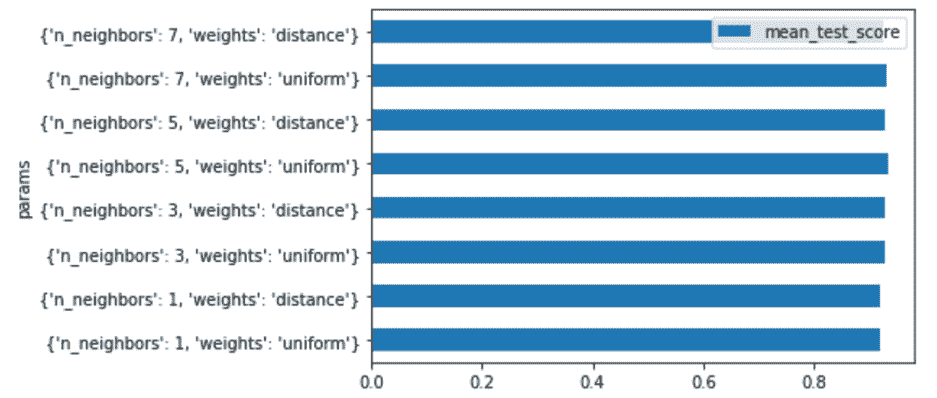 {'n_neighbors': 7, 'weights': 'distance'}
mean_test_score
{'n_neighbors': 7, 'weights': 'uniform'}
{'n_neighbors': 5, 'weights': 'distance'}
{'n_neighbors': 5, 'weights': 'uniform'}
params
{'n_neighbors': 3, 'weights': 'distance'}
{'n_neighbors': 3, 'weights': 'uniform'}
{'n_neighbors': 1, 'weights': 'distance'}
{'n_neighbors': 1, 'weights': 'uniform'}
0.0 0.2 0.4 0.6 0.8